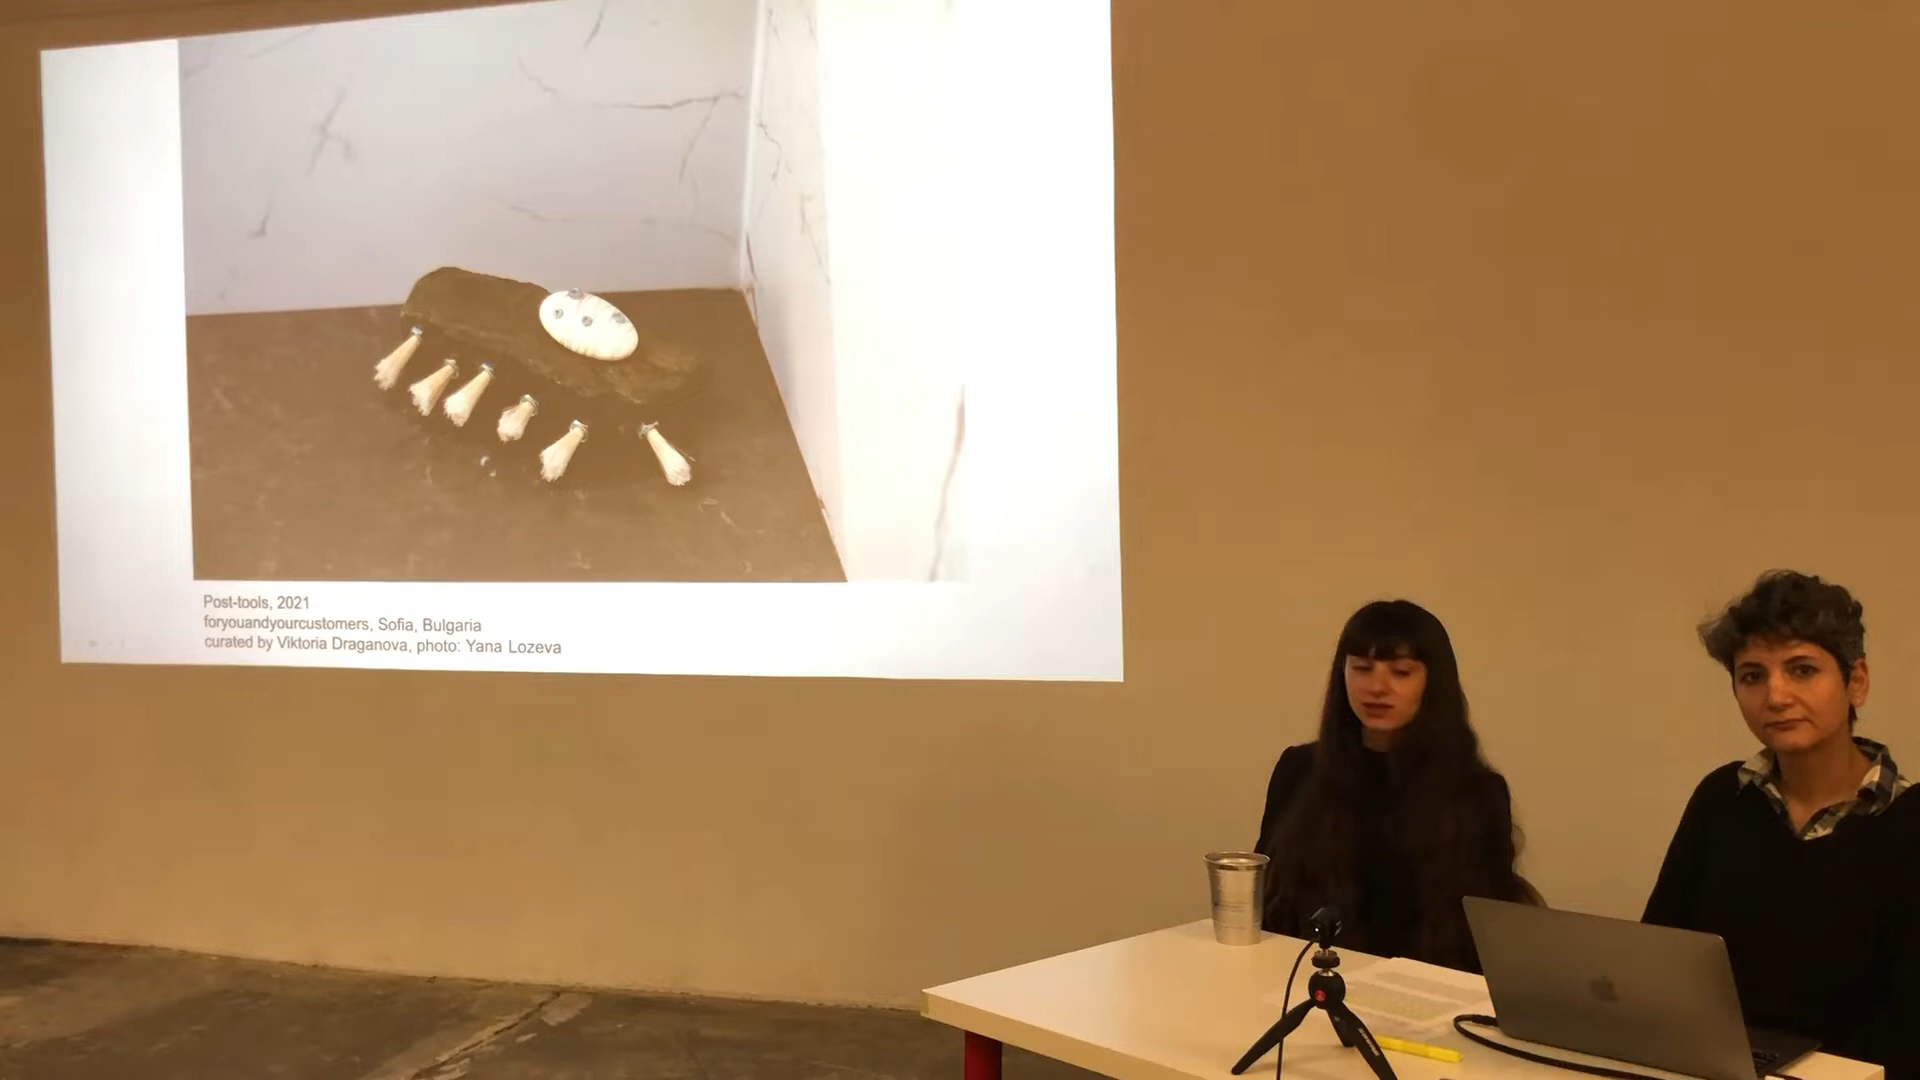 Post-tools, 2021
foryouandyourcustomers, Sofia, Bulgaria
curated by Viktoria Draganova, photo: Yana Lozeva